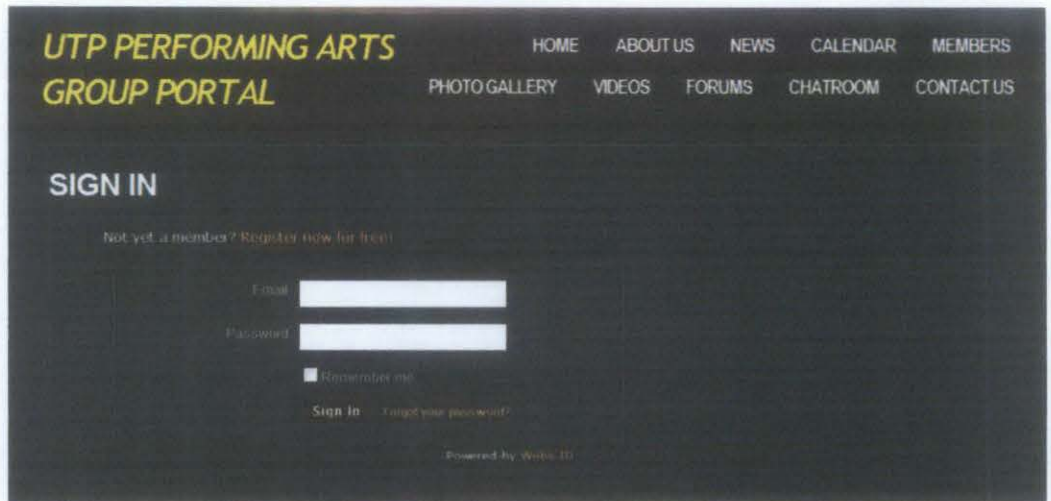 UTP PERFORMING ARTS
GROUP PORTAL
HOME ABOUT US NEWS CALENDAR MEMBERS
PHOTO GALLERY VIDEOS FORUMS CHATROOM CONTACT US
SIGN IN
Not yet a member? Register now for free!
Email
Password
Remember me
Sign In Forgot your password?
Powered by Webs ID